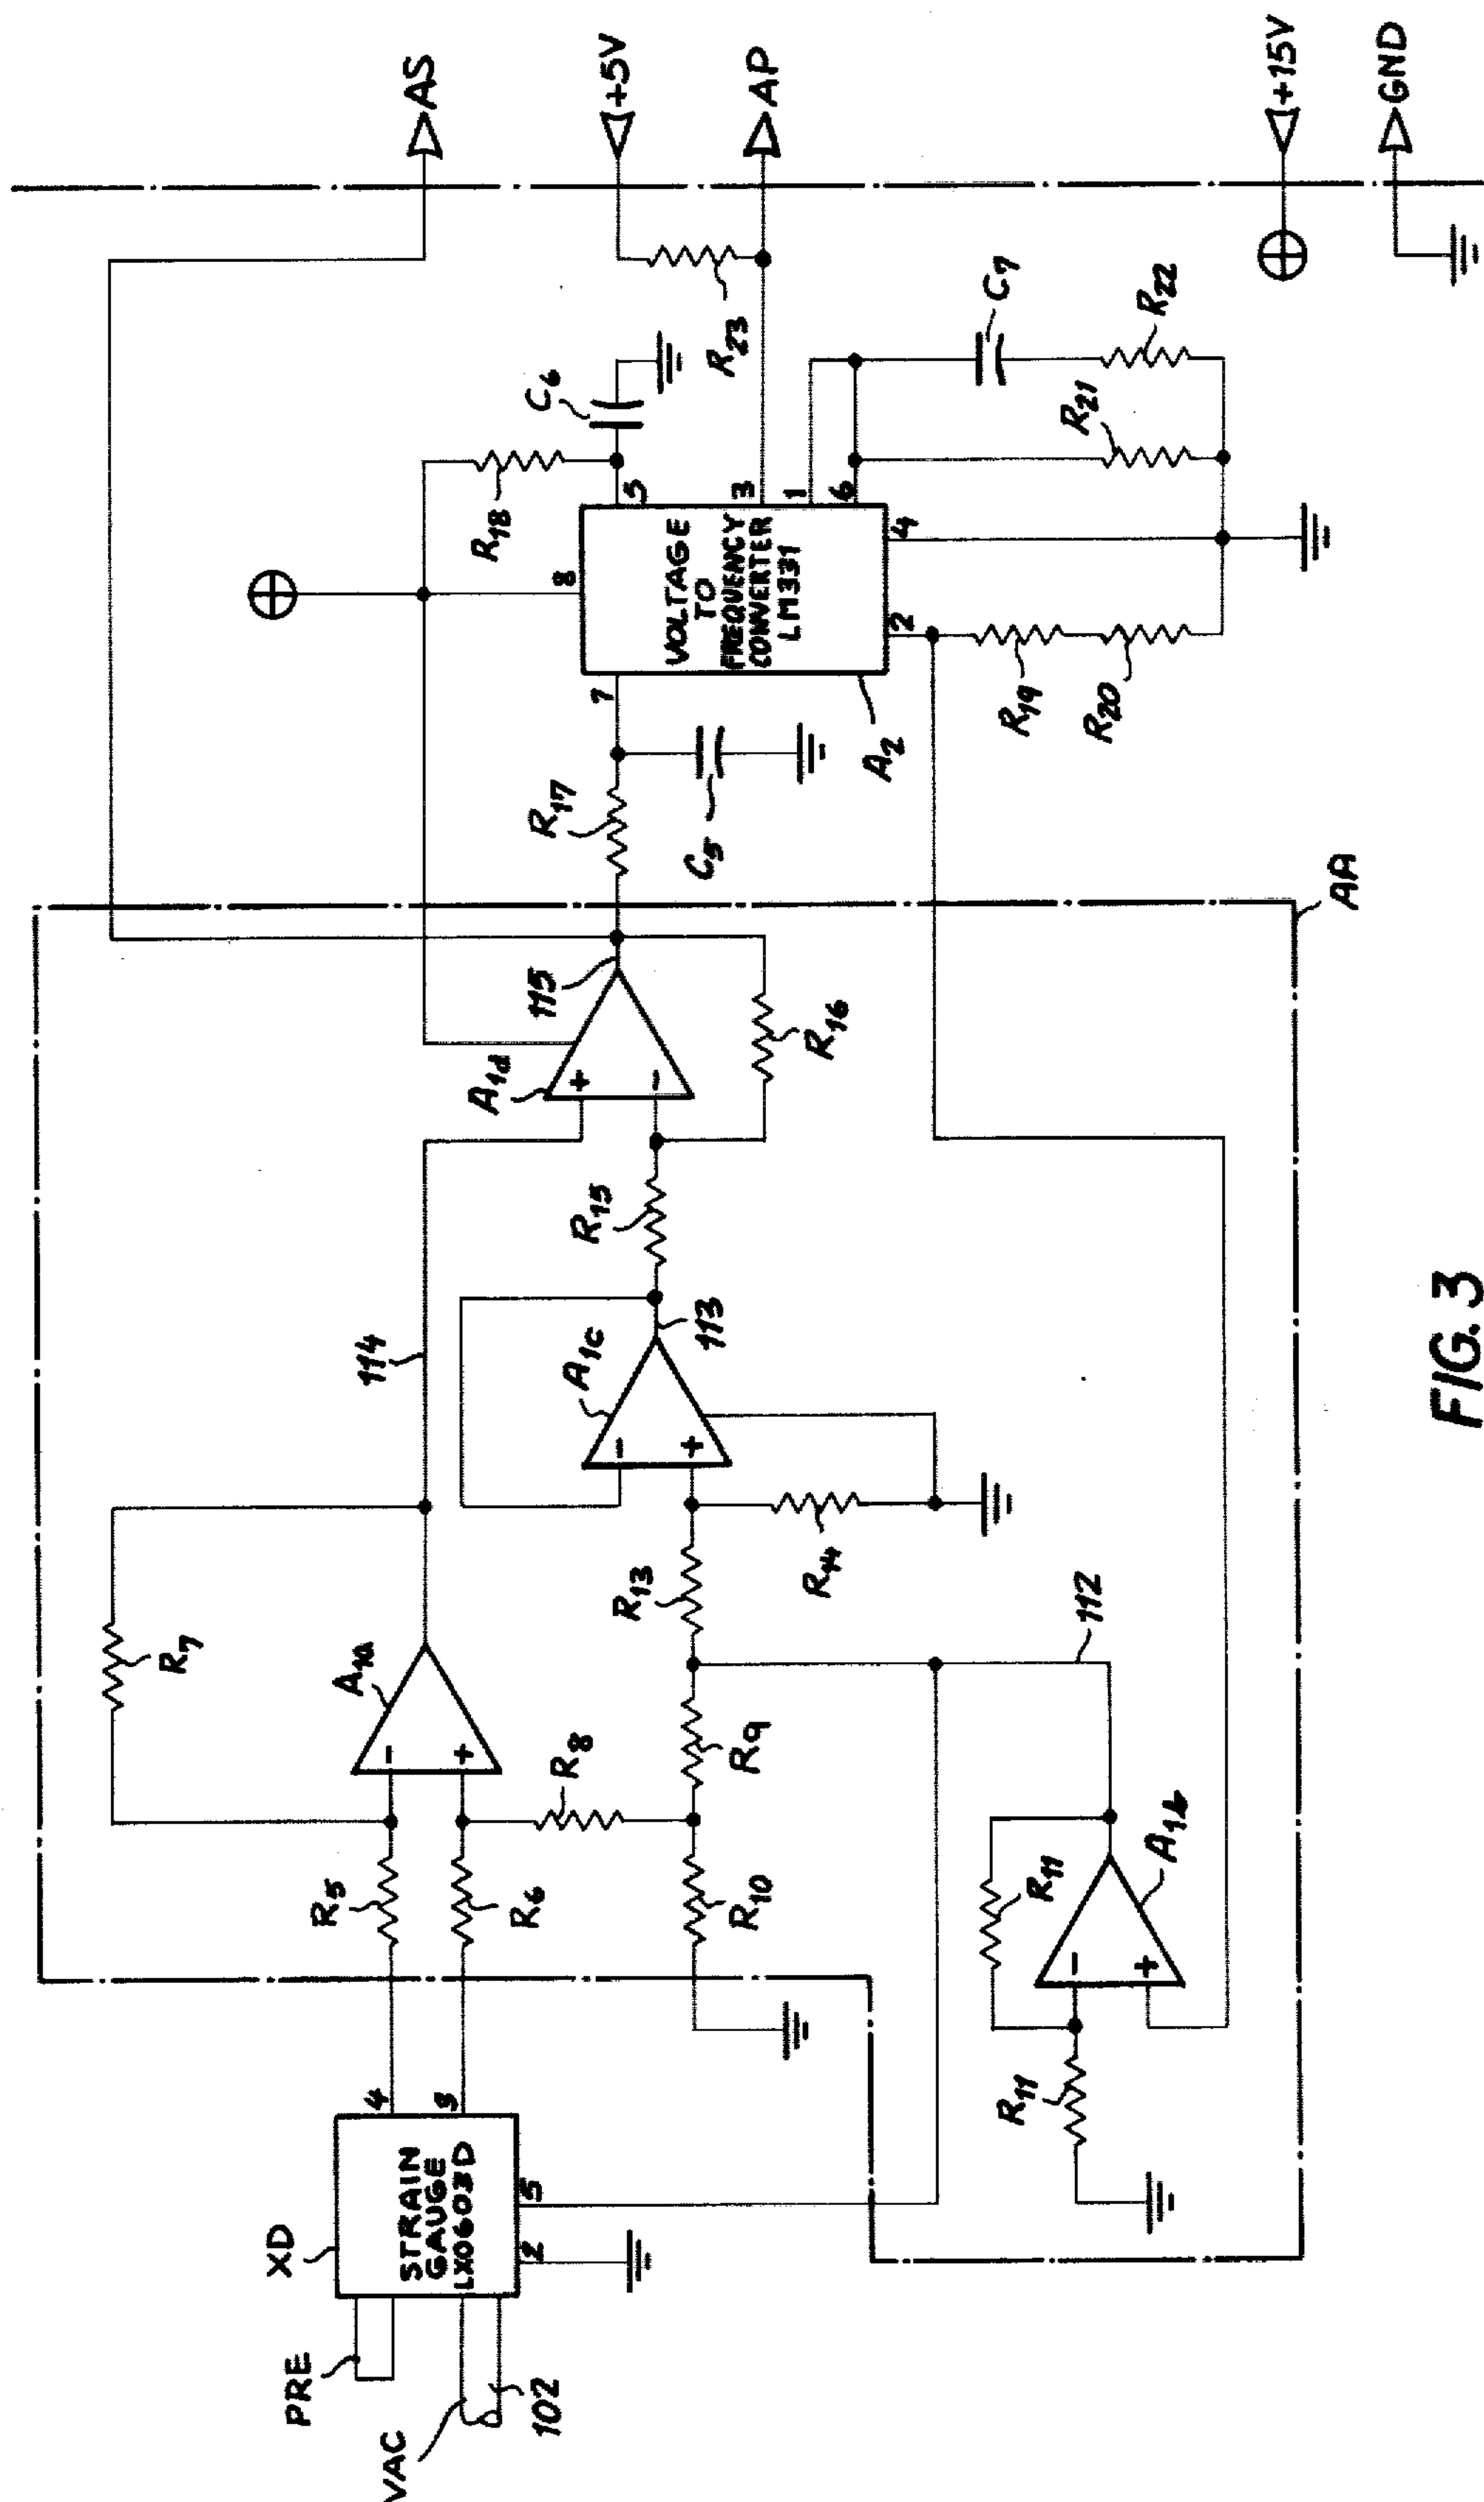 AS
+5V
AP
+15V
GND
R7
114
A1a
R5
R6
R8
R9
R10
R13
R14
A1c
113
R15
A1d
115
R16
R17
C5
R18
C6
R23
C7
R22
R21
R19
R20
A2
7
8
5
3
1
6
4
2
VOLTAGE
TO
FREQUENCY
CONVERTER
LM331
XD
STRAIN
GAUGE
LX0603D
4
3
5
2
PRE
VAC
102
R11
R11
A1b
112
AA
FIG. 3